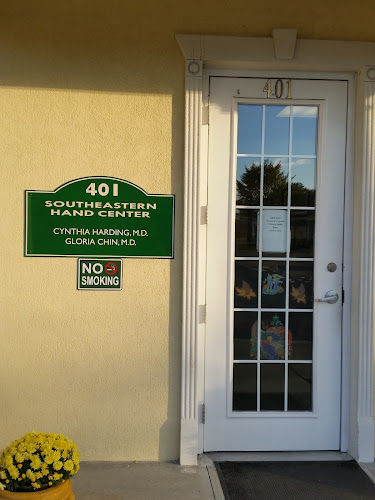 401
401
SOUTHEASTERN
HAND CENTER
CYNTHIA HARDING, M.D.
GLORIA CHIN, M.D.
NO
SMOKING